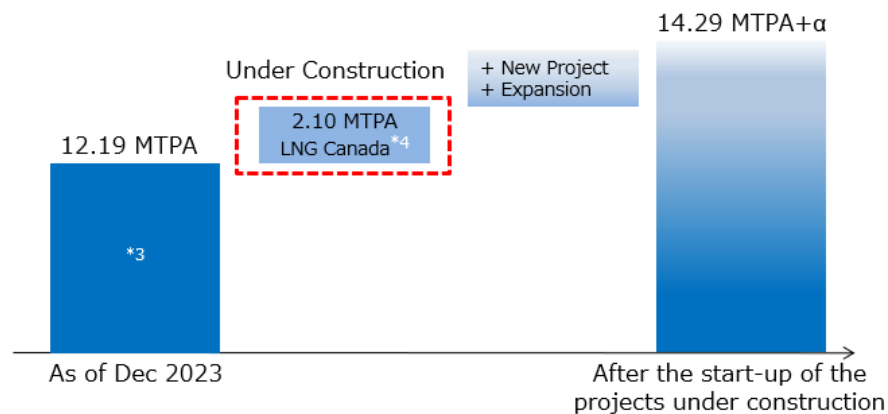 14.29 MTPA+α
Under Construction
+ New Project
+ Expansion
2.10 MTPA
LNG Canada*4
12.19 MTPA
*3
As of Dec 2023
After the start-up of the
projects under construction